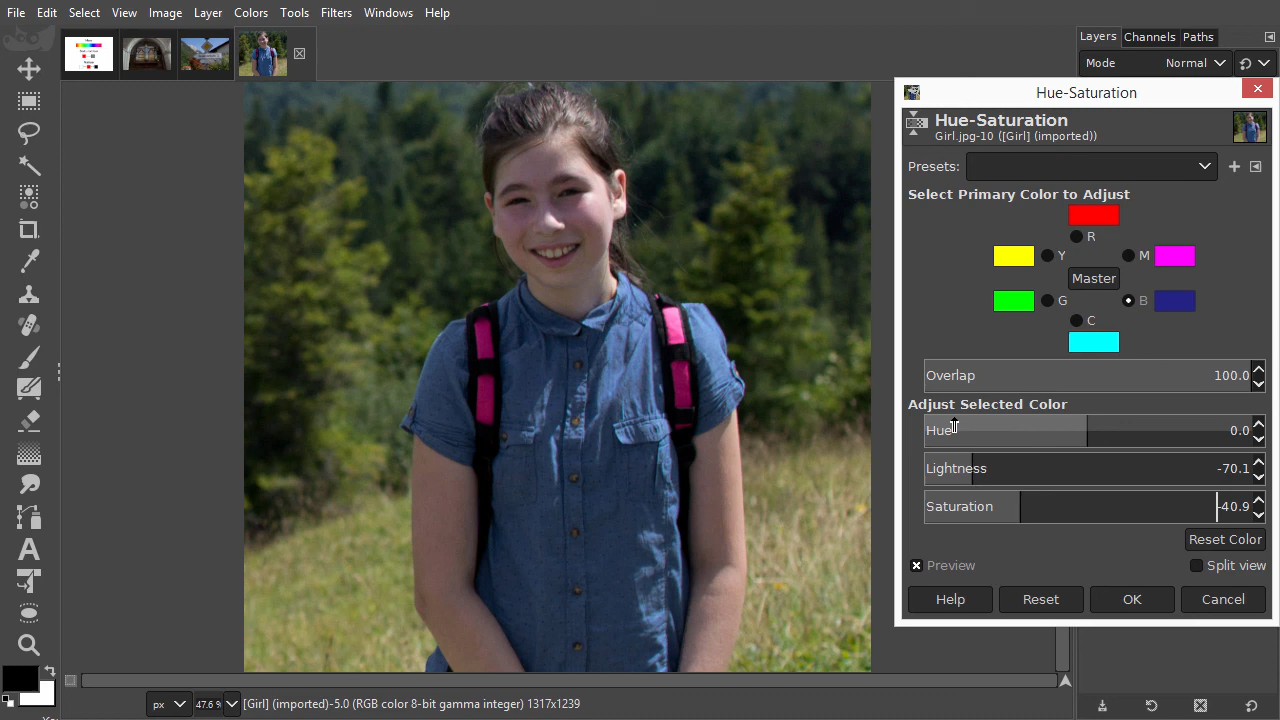 File Edit Select View Image Layer Colors Tools Filters Windows Help
Layers Channels Paths
Mode Normal
Hue-Saturation
Hue-Saturation
Girl.jpg-10 ([Girl] (imported))
Presets:
Select Primary Color to Adjust
R
Y M
Master
G B
C
Overlap 100.0
Adjust Selected Color
Hue 0.0
Lightness -70.1
Saturation -40.9
Reset Color
Preview Split view
Help Reset OK Cancel
px 47.6 % [Girl] (imported)-5.0 (RGB color 8-bit gamma integer) 1317x1239